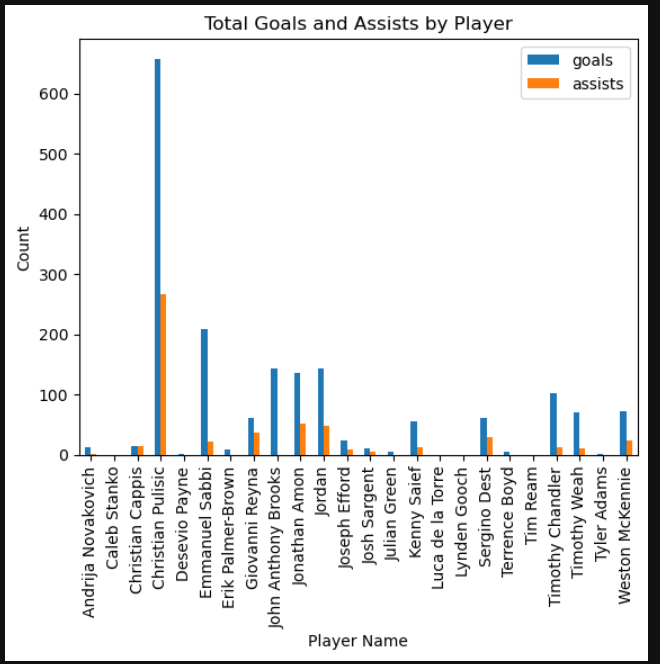 Total Goals and Assists by Player
goals
assists
Count
600
500
400
300
200
100
0
Andrija Novakovich
Caleb Stanko
Christian Cappis
Christian Pulisic
Desevio Payne
Emmanuel Sabbi
Erik Palmer-Brown
Giovanni Reyna
John Anthony Brooks
Jonathan Amon
Jordan
Joseph Efford
Josh Sargent
Julian Green
Kenny Saief
Luca de la Torre
Lynden Gooch
Sergino Dest
Terrence Boyd
Tim Ream
Timothy Chandler
Timothy Weah
Tyler Adams
Weston McKennie
Player Name